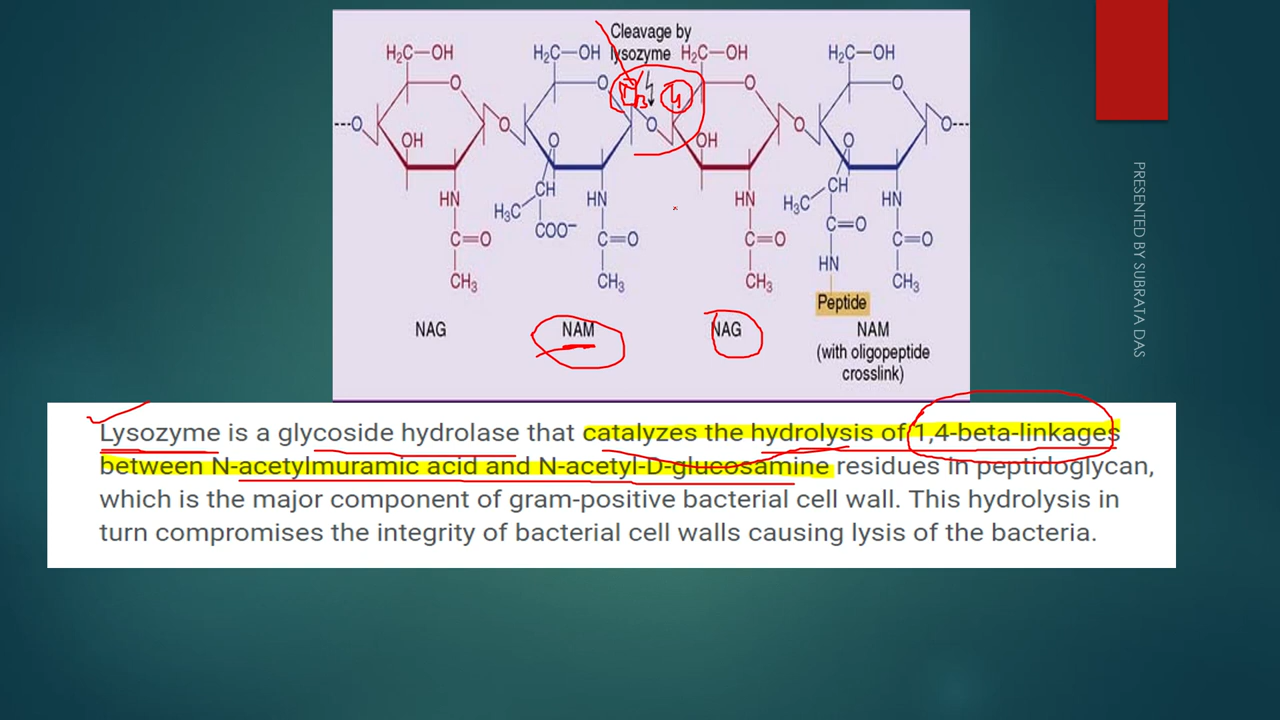 Cleavage by
lysozyme
H₂C—OH H₂C—OH H₂C—OH H₂C—OH
O O O O
1 β 4
---O O O O O---
OH O OH O
CH CH
HN H₃C HN HN H₃C HN
COO⁻ C=O
C=O C=O C=O C=O
HN
CH₃ CH₃ CH₃ CH₃
Peptide
NAG NAM NAG NAM
(with oligopeptide
crosslink)
Lysozyme is a glycoside hydrolase that catalyzes the hydrolysis of 1,4-beta-linkages
between N-acetylmuramic acid and N-acetyl-D-glucosamine residues in peptidoglycan,
which is the major component of gram-positive bacterial cell wall. This hydrolysis in
turn compromises the integrity of bacterial cell walls causing lysis of the bacteria.
PRESENTED BY SUBRATA DAS